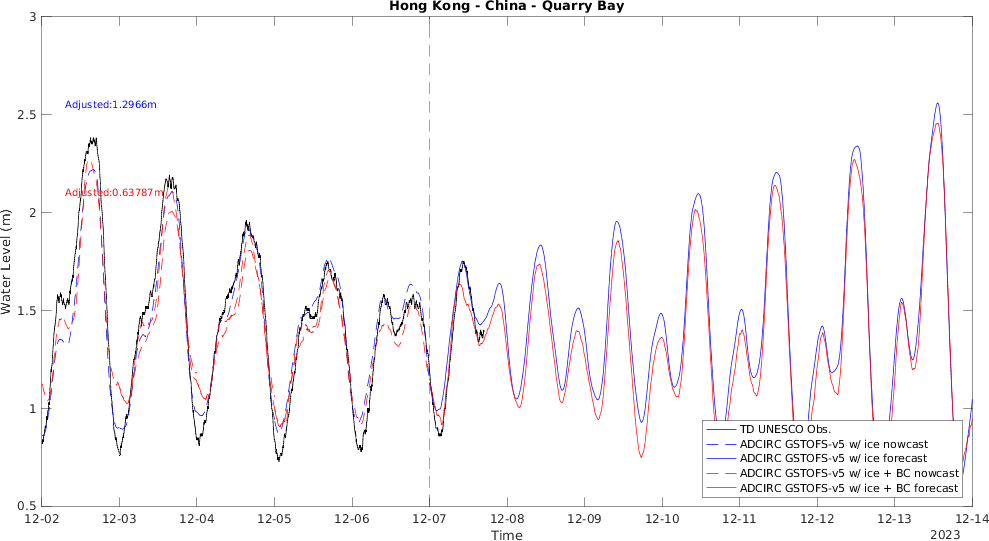 Hong Kong - China - Quarry Bay
3
2.5
2
1.5
1
0.5
Water Level (m)
Adjusted:1.2966m
Adjusted:0.63787m
TD UNESCO Obs.
ADCIRC GSTOFS-v5 w/ ice nowcast
ADCIRC GSTOFS-v5 w/ ice forecast
ADCIRC GSTOFS-v5 w/ ice + BC nowcast
ADCIRC GSTOFS-v5 w/ ice + BC forecast
12-02 12-03 12-04 12-05 12-06 12-07 12-08 12-09 12-10 12-11 12-12 12-13 12-14
Time
2023